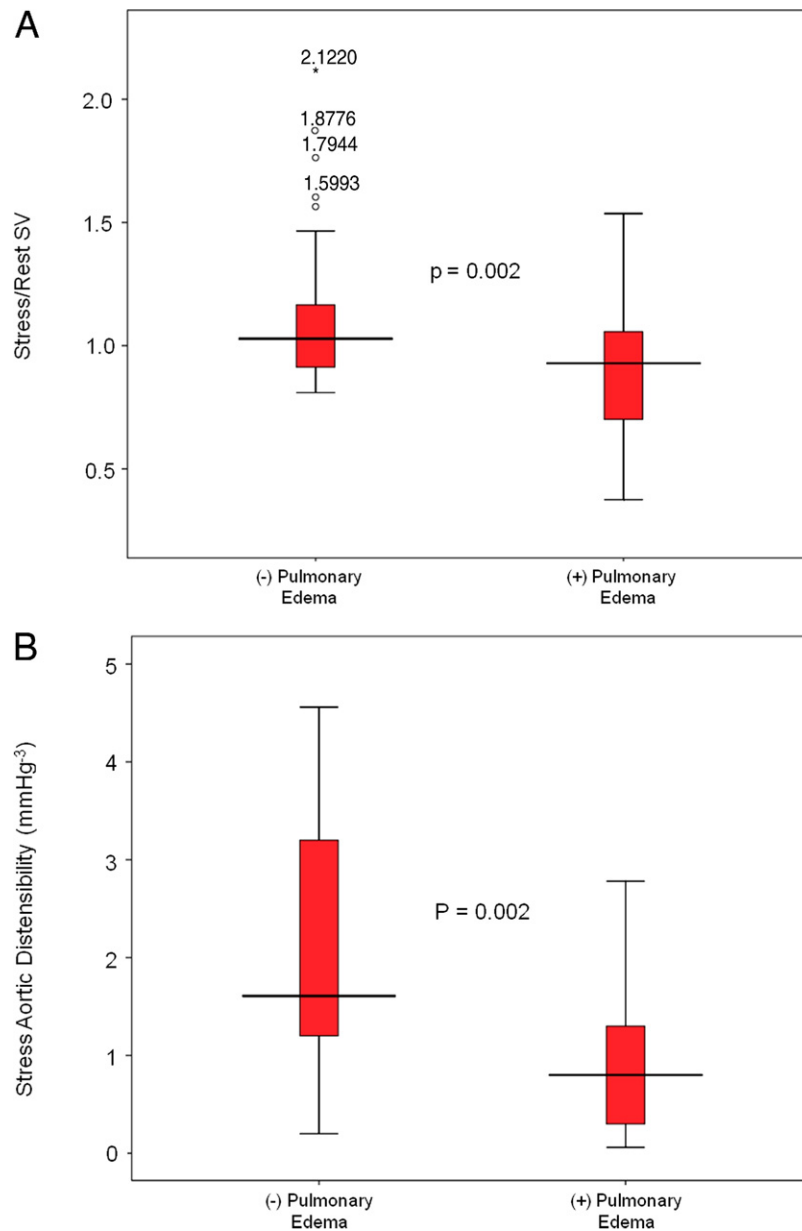 A
2.1220
*
2.0
1.8776
1.7944
1.5993
1.5
p = 0.002
Stress/Rest SV
1.0
0.5
(-) Pulmonary
Edema
(+) Pulmonary
Edema
B
5
4
3
P = 0.002
Stress Aortic Distensibility (mmHg⁻³)
2
1
0
(-) Pulmonary
Edema
(+) Pulmonary
Edema